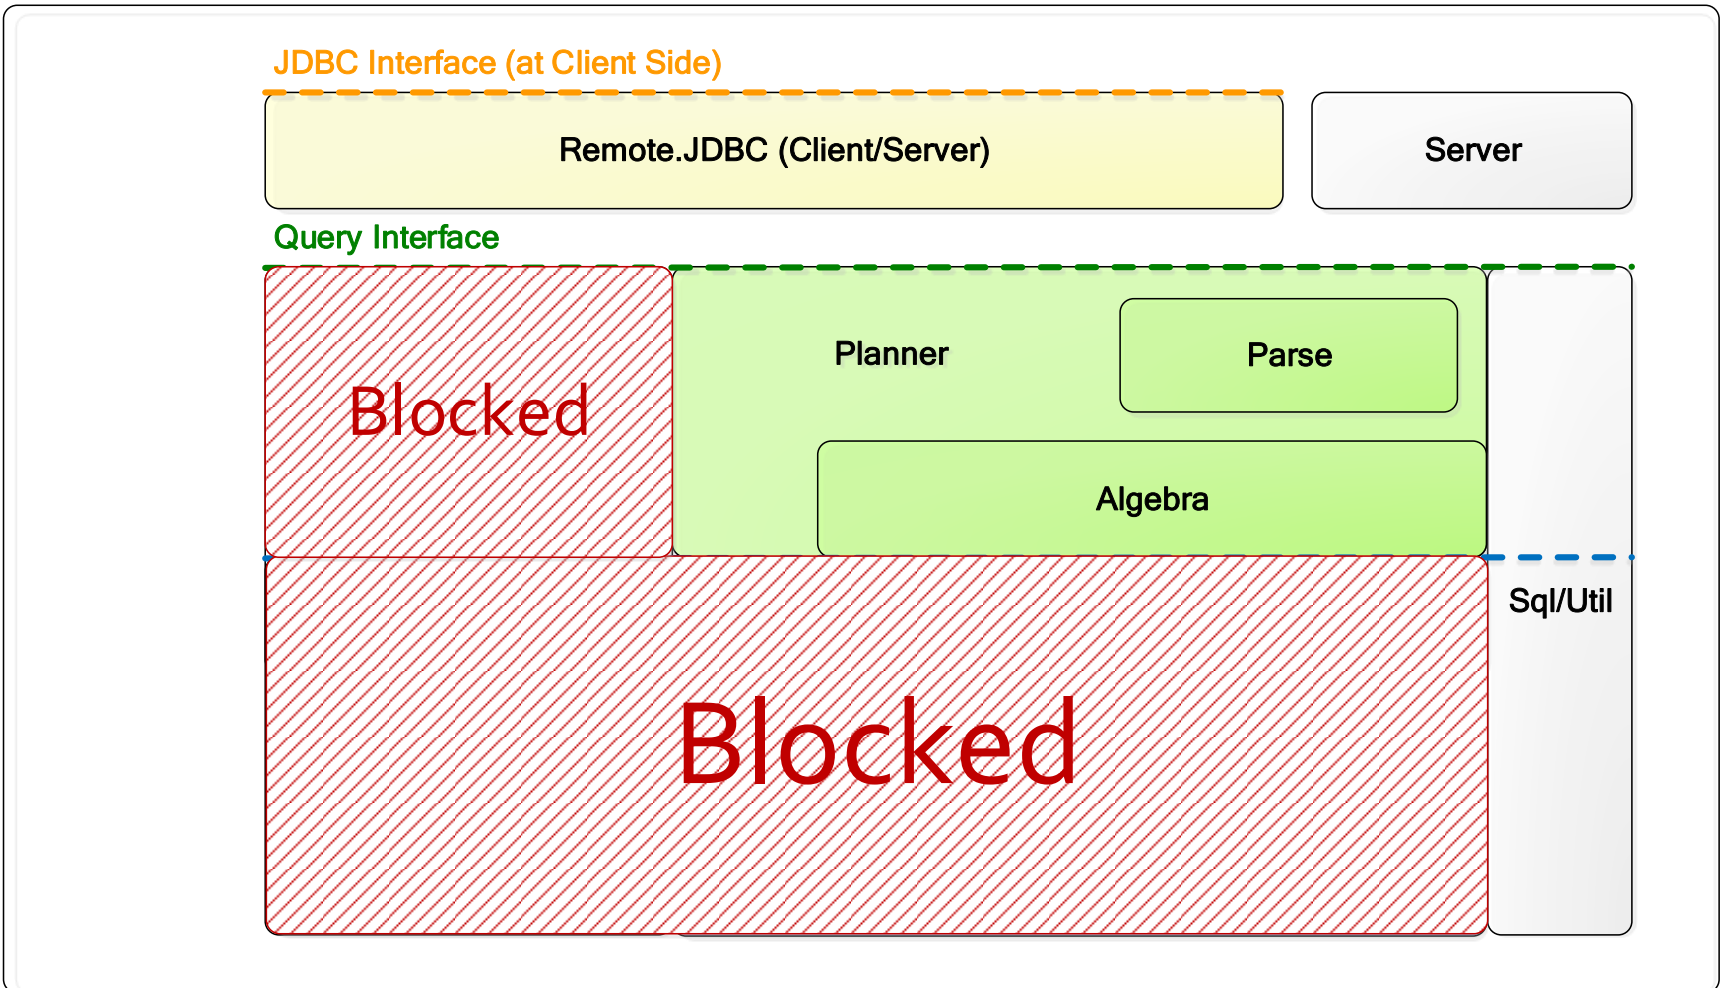 JDBC Interface (at Client Side)
Remote.JDBC (Client/Server)
Server
Query Interface
Planner
Parse
Blocked
Algebra
Sql/Util
Blocked